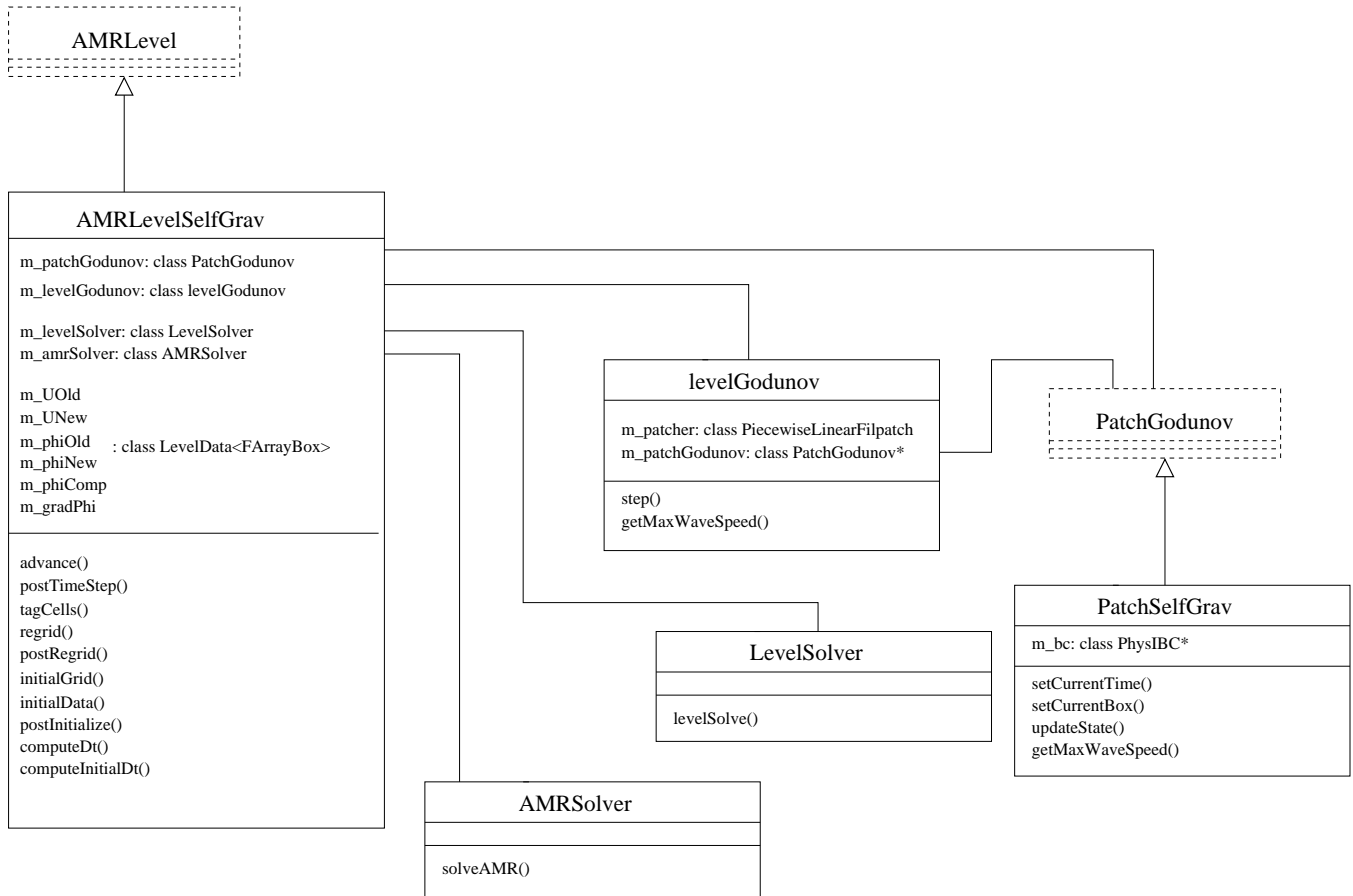 AMRLevel
AMRLevelSelfGrav
m_patchGodunov: class PatchGodunov
m_levelGodunov: class levelGodunov
m_levelSolver: class LevelSolver
m_amrSolver: class AMRSolver
m_UOld
m_UNew
m_phiOld
: class LevelData<FArrayBox>
m_phiNew
m_phiComp
m_gradPhi
advance()
postTimeStep()
tagCells()
regrid()
postRegrid()
initialGrid()
initialData()
postInitialize()
computeDt()
computeInitialDt()
levelGodunov
m_patcher: class PiecewiseLinearFilpatch
m_patchGodunov: class PatchGodunov*
step()
getMaxWaveSpeed()
PatchGodunov
PatchSelfGrav
m_bc: class PhysIBC*
setCurrentTime()
setCurrentBox()
updateState()
getMaxWaveSpeed()
LevelSolver
levelSolve()
AMRSolver
solveAMR()